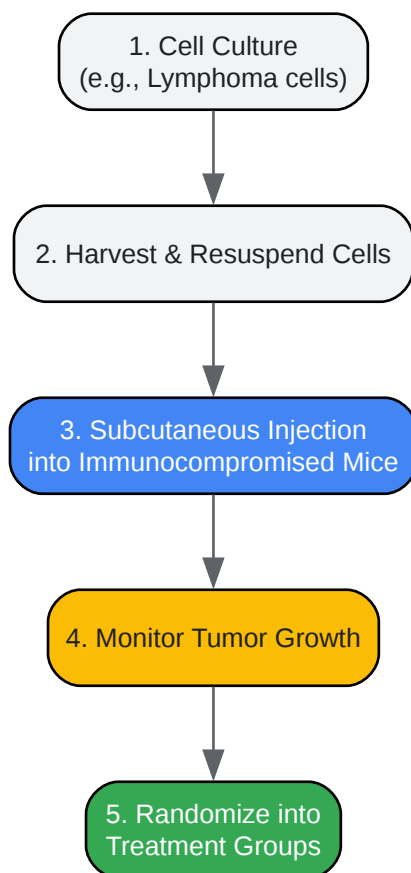 1. Cell Culture
(e.g., Lymphoma cells)
2. Harvest & Resuspend Cells
3. Subcutaneous Injection
into Immunocompromised Mice
4. Monitor Tumor Growth
5. Randomize into
Treatment Groups